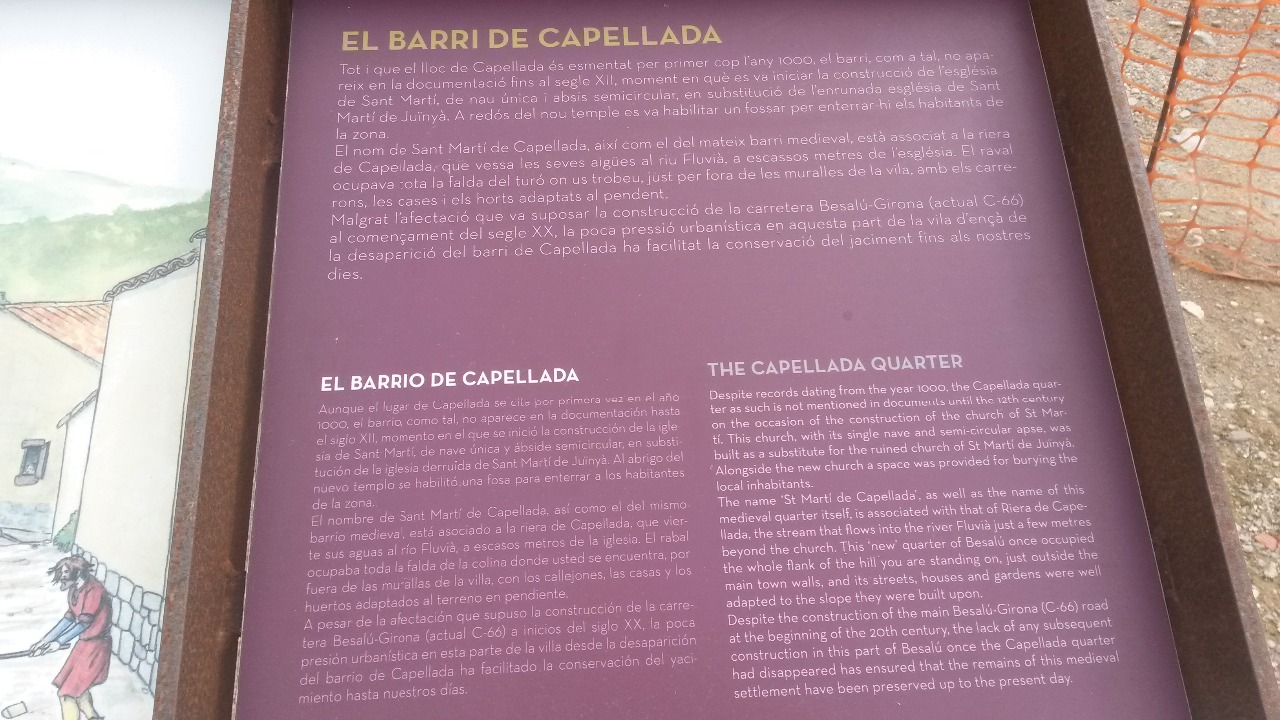 EL BARRI DE CAPELLADA
Tot i que el lloc de Capellada és esmentat per primer cop l'any 1000, el barri, com a tal, no apa-
reix en la documentació fins al segle XII, moment en què es va iniciar la construcció de l'església
de Sant Martí, de nau única i absis semicircular, en substitució de l'enrunada església de Sant
Martí de Juïnyà. A redós del nou temple es va habilitar un fossar per enterrar-hi els habitants de
la zona.
El nom de Sant Martí de Capellada, així com el del mateix barri medieval, està associat a la riera
de Capellada, que vessa les seves aigües al riu Fluvià, a escassos metres de l'església. El raval
ocupava tota la falda del turó on us trobeu, just per fora de les muralles de la vila, amb els carre-
rons, les cases i els horts adaptats al pendent.
Malgrat l'afectació que va suposar la construcció de la carretera Besalú-Girona (actual C-66)
al començament del segle XX, la poca pressió urbanística en aquesta part de la vila d'ençà de
la desaparició del barri de Capellada ha facilitat la conservació del jaciment fins als nostres
dies.
EL BARRIO DE CAPELLADA
Aunque el lugar de Capellada se cita por primera vez en el año
1000, el barrio, como tal, no aparece en la documentación hasta
el siglo XII, momento en el que se inició la construcción de la igle-
sia de Sant Martí, de nave única y ábside semicircular, en substi-
tución de la iglesia derruída de Sant Martí de Juïnyà. Al abrigo del
nuevo templo se habilitó una fosa para enterrar a los habitantes
de la zona.
El nombre de Sant Martí de Capellada, así como el del mismo
barrio medieval, está asociado a la riera de Capellada, que vier-
te sus aguas al río Fluvià, a escasos metros de la iglesia. El rabal
ocupaba toda la falda de la colina donde usted se encuentra, por
fuera de las murallas de la villa, con los callejones, las casas y los
huertos adaptados al terreno en pendiente.
A pesar de la afectación que supuso la construcción de la carre-
tera Besalú-Girona (actual C-66) a inicios del siglo XX, la poca
presión urbanística en esta parte de la villa desde la desaparición
del barrio de Capellada ha facilitado la conservación del yaci-
miento hasta nuestros días.
THE CAPELLADA QUARTER
Despite records dating from the year 1000, the Capellada quar-
ter as such is not mentioned in documents until the 12th century
on the occasion of the construction of the church of St Mar-
tí. This church, with its single nave and semi-circular apse, was
built as a substitute for the ruined church of St Martí de Juïnyà.
Alongside the new church a space was provided for burying the
local inhabitants.
The name 'St Martí de Capellada', as well as the name of this
medieval quarter itself, is associated with that of Riera de Cape-
llada, the stream that flows into the river Fluvià just a few metres
beyond the church. This 'new' quarter of Besalú once occupied
the whole flank of the hill you are standing on, just outside the
main town walls, and its streets, houses and gardens were well
adapted to the slope they were built upon.
Despite the construction of the main Besalú-Girona (C-66) road
at the beginning of the 20th century, the lack of any subsequent
construction in this part of Besalú once the Capellada quarter
had disappeared has ensured that the remains of this medieval
settlement have been preserved up to the present day.